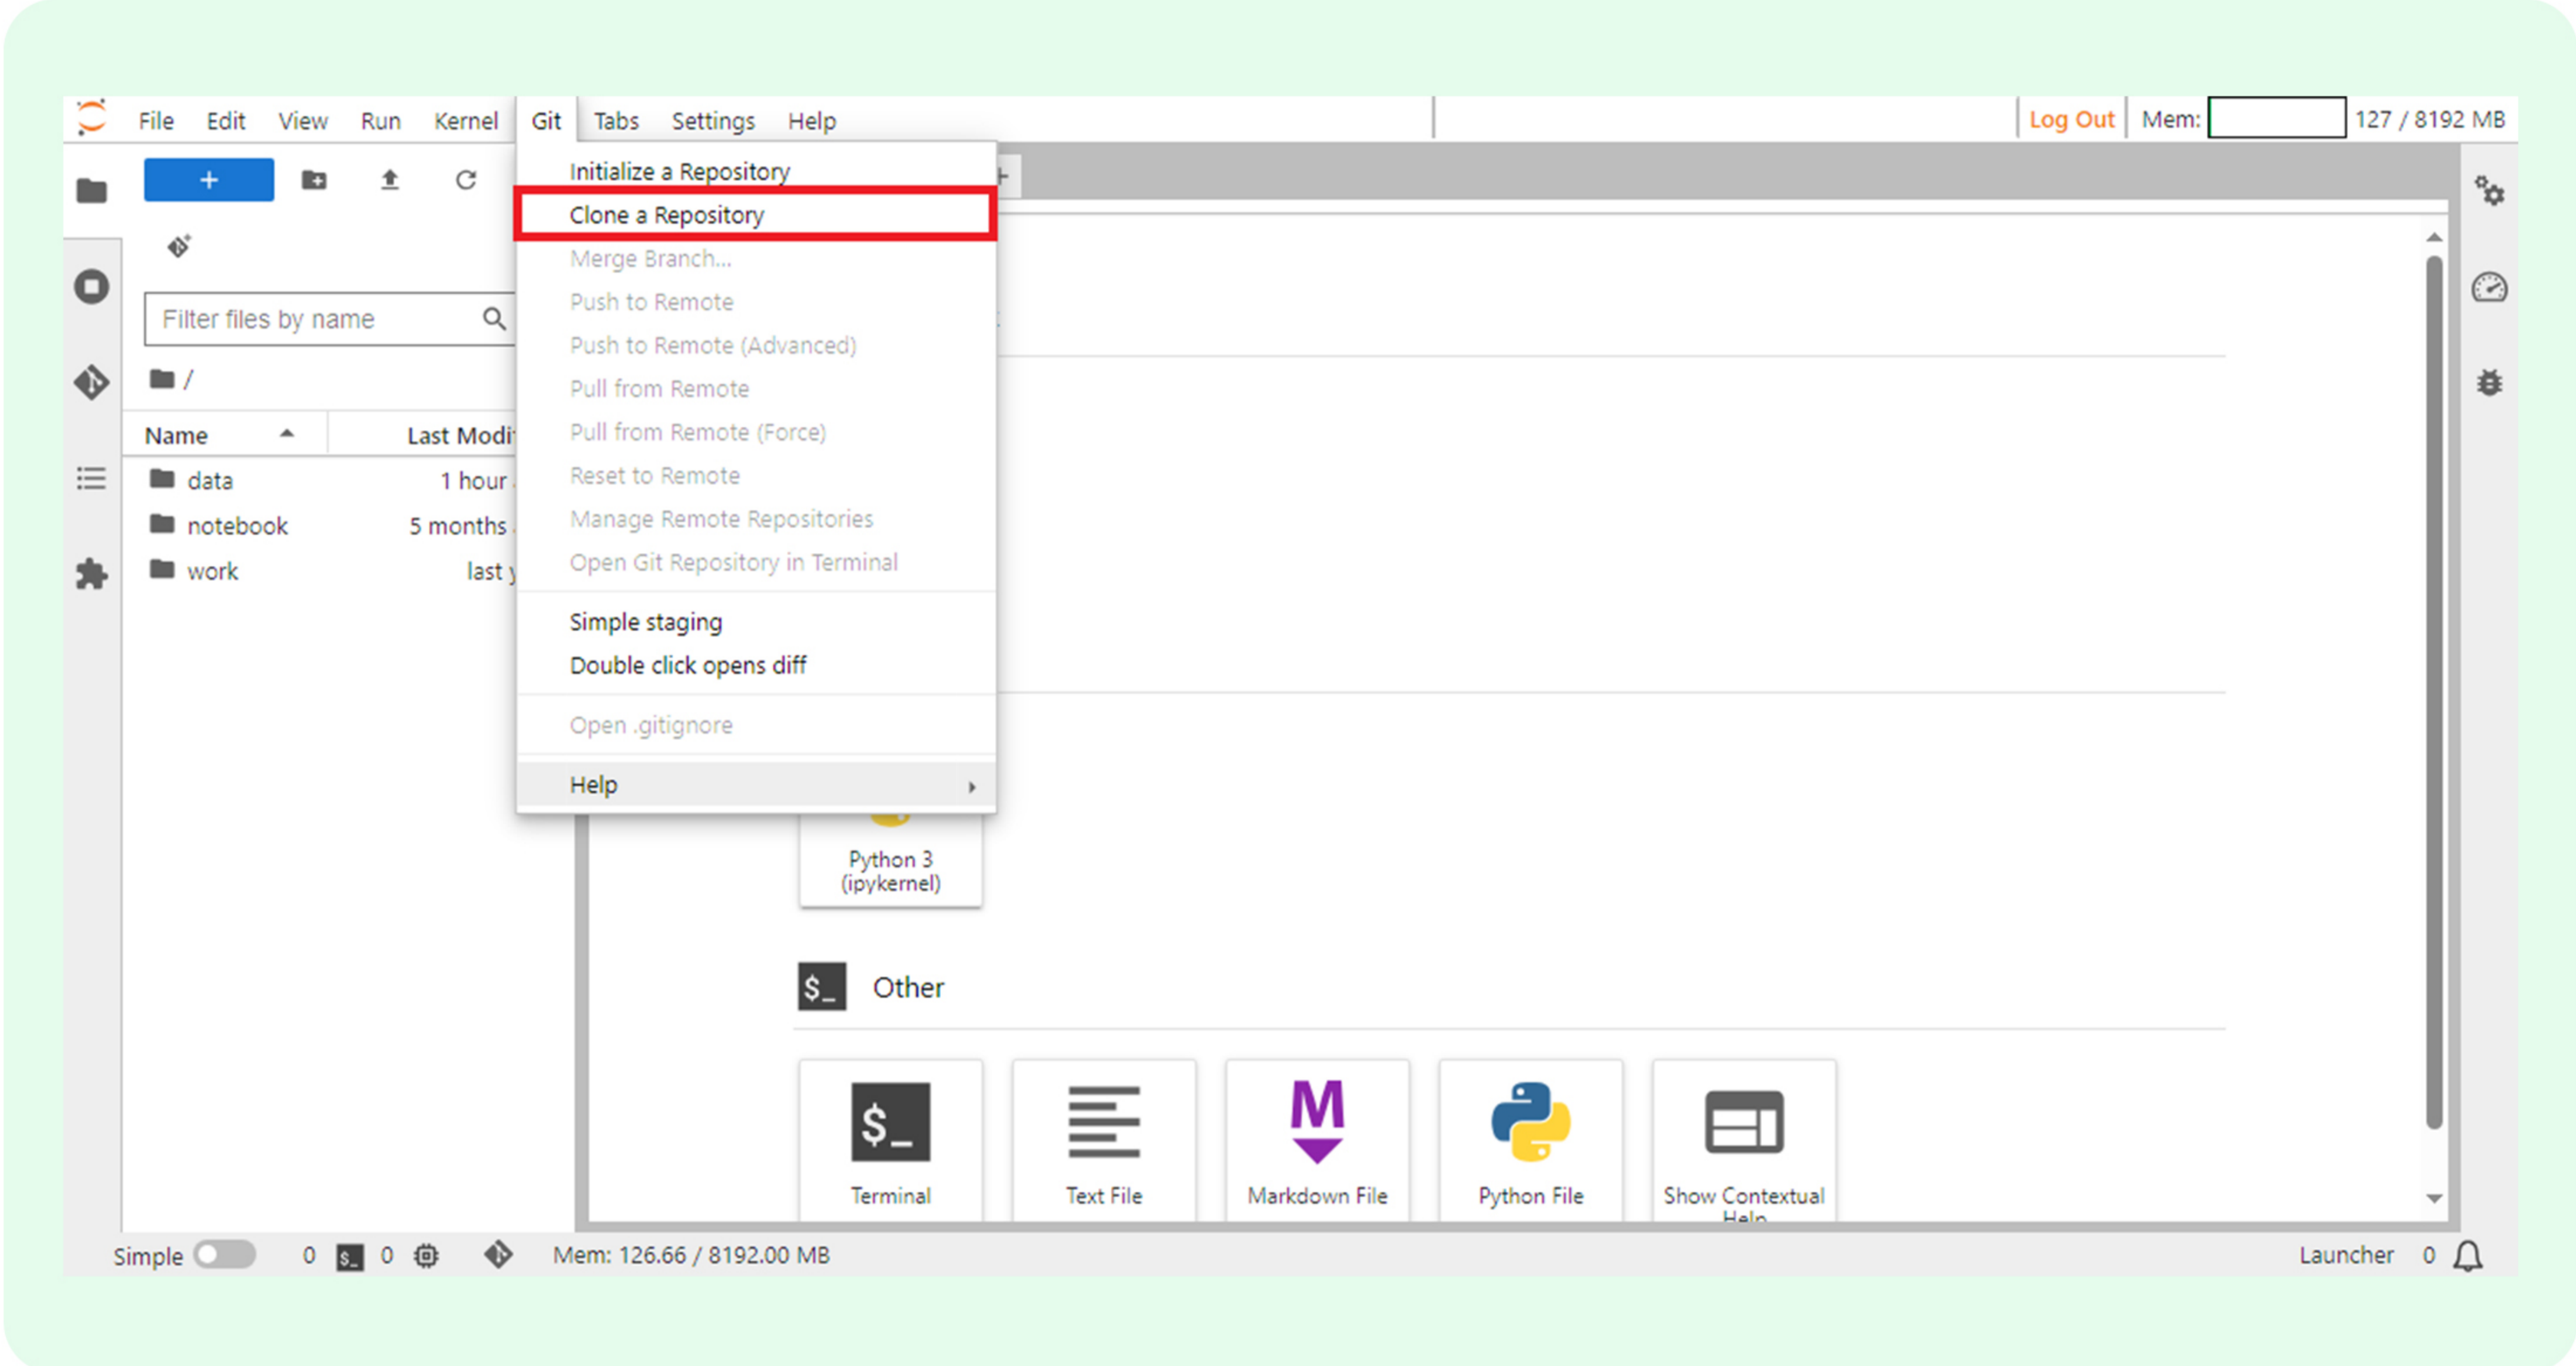 File Edit View Run Kernel Git Tabs Settings Help Log Out Mem: 127 / 8192 MB
+
Initialize a Repository
Clone a Repository
Merge Branch...
Push to Remote
Push to Remote (Advanced)
Pull from Remote
Pull from Remote (Force)
Reset to Remote
Manage Remote Repositories
Open Git Repository in Terminal
Simple staging
Double click opens diff
Open .gitignore
Help
Filter files by name
/
Name Last Modi
data 1 hour
notebook 5 months
work last y
Python 3
(ipykernel)
$_ Other
$_
M
Terminal
Text File
Markdown File
Python File
Show Contextual
Help
Simple 0 $_ 0 Mem: 126.66 / 8192.00 MB Launcher 0